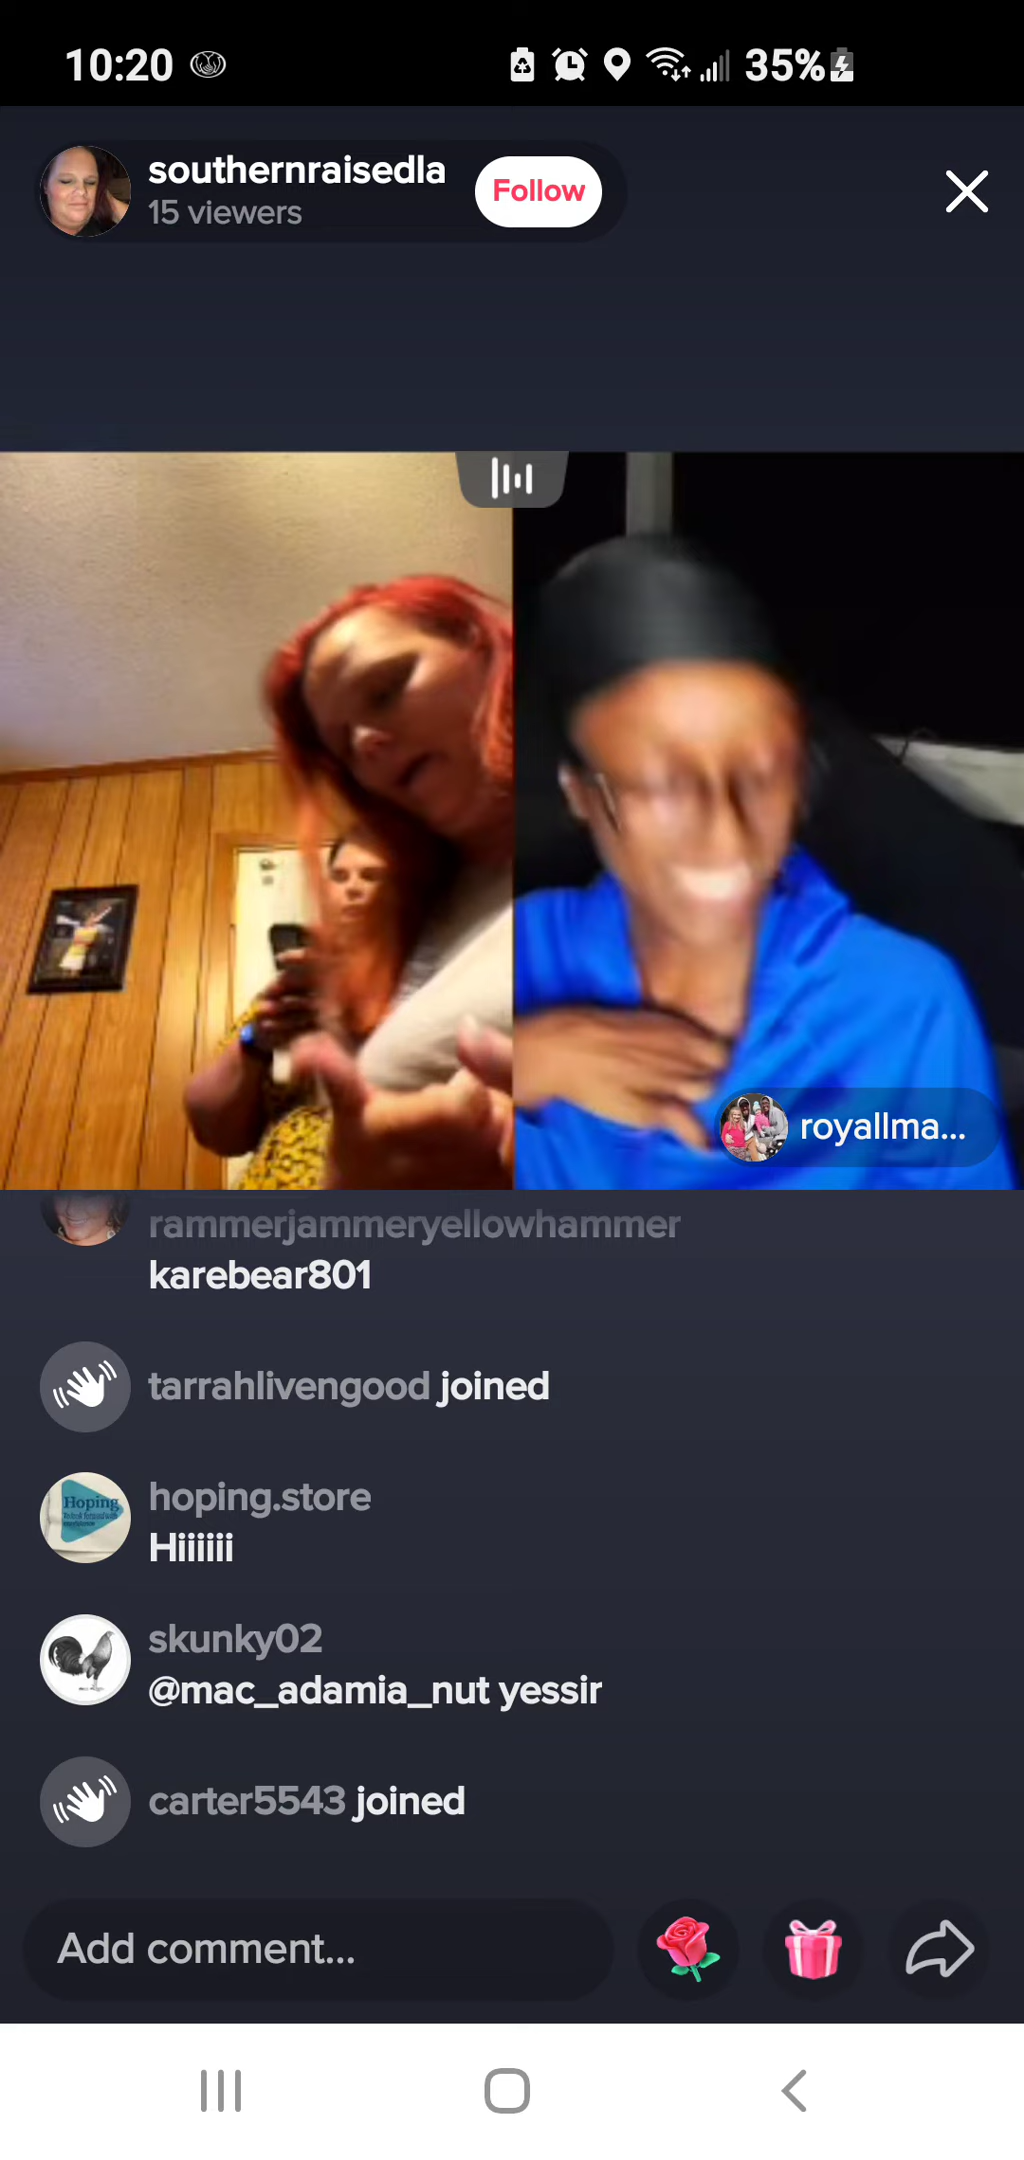 10:20 35%
southernraisedla
15 viewers
Follow
royallma...
rammerjammeryellowhammer
karebear801
tarrahlivengood joined
Hoping
hoping.store
Hiiiiii
skunky02
@mac_adamia_nut yessir
carter5543 joined
Add comment...